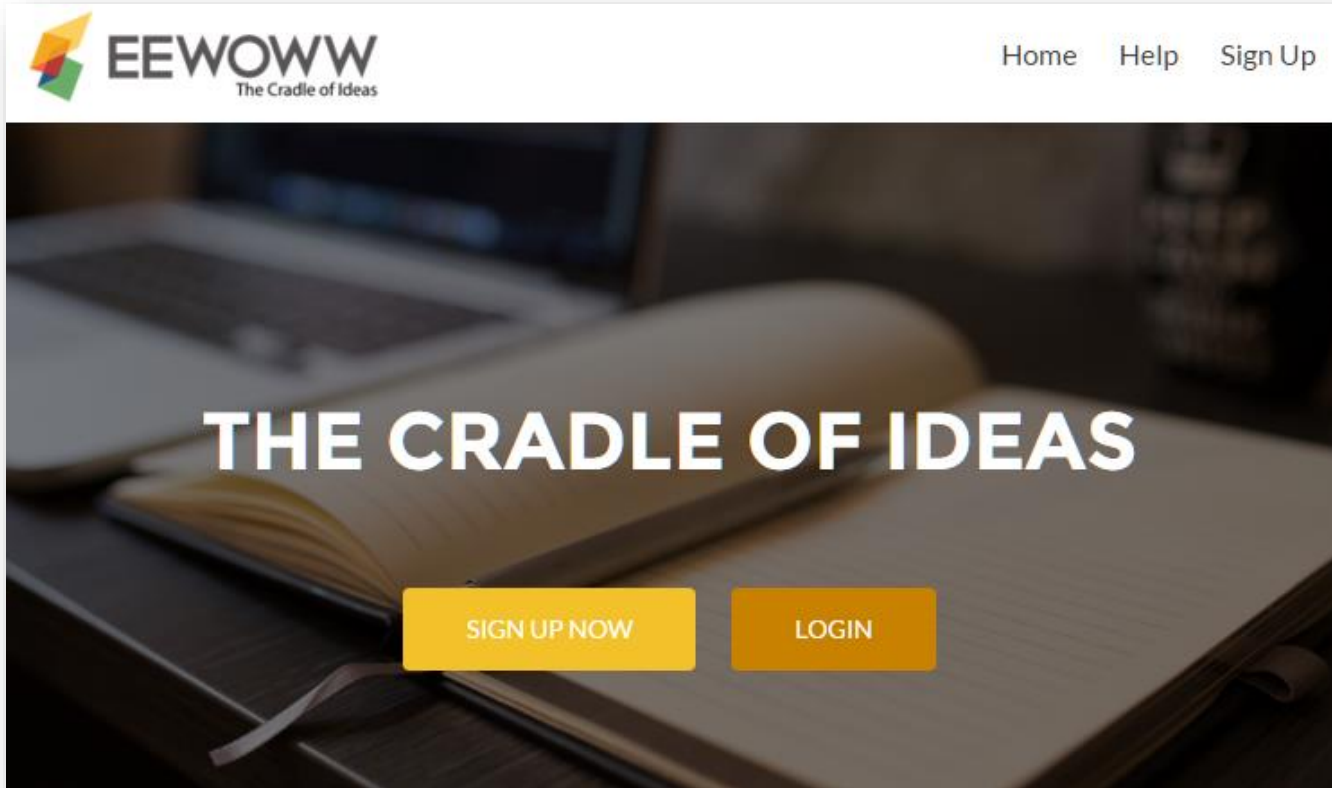 EEWOWW
The Cradle of Ideas
Home Help Sign Up
THE CRADLE OF IDEAS
SIGN UP NOW LOGIN